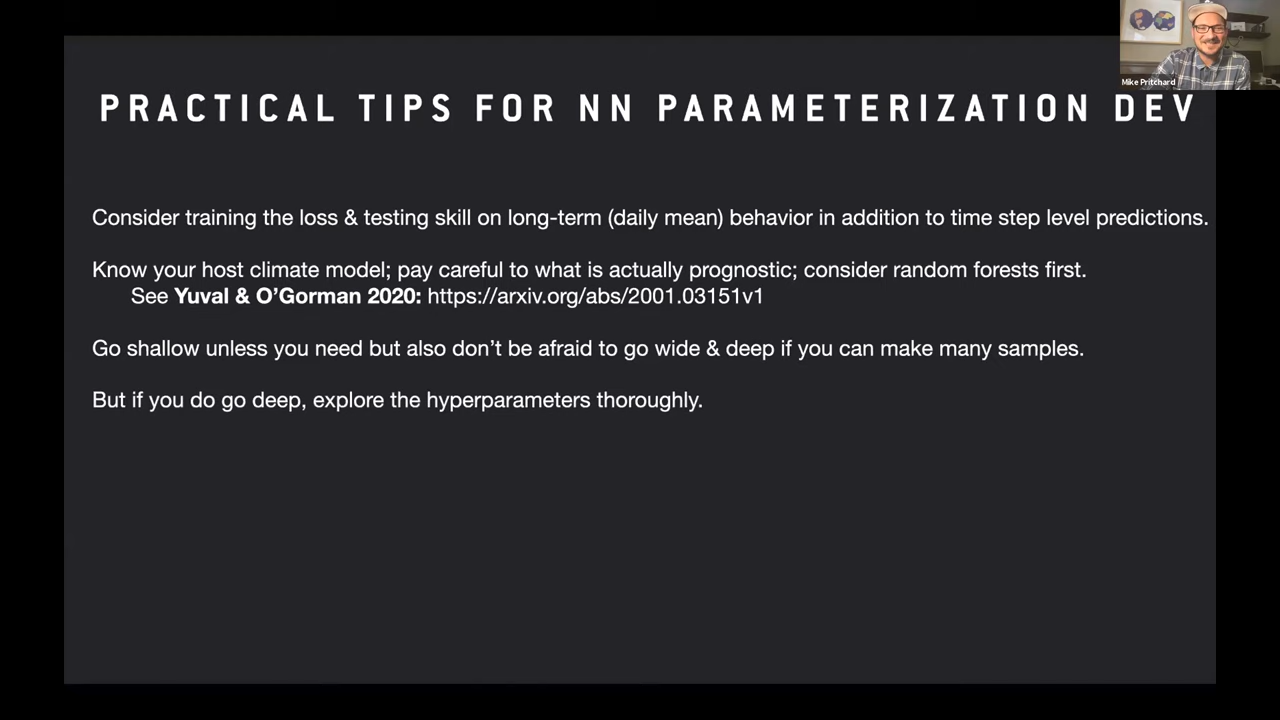 Mike Pritchard
PRACTICAL TIPS FOR NN PARAMETERIZATION DEV
Consider training the loss & testing skill on long-term (daily mean) behavior in addition to time step level predictions.
Know your host climate model; pay careful to what is actually prognostic; consider random forests first.
See Yuval & O’Gorman 2020: https://arxiv.org/abs/2001.03151v1
Go shallow unless you need but also don’t be afraid to go wide & deep if you can make many samples.
But if you do go deep, explore the hyperparameters thoroughly.